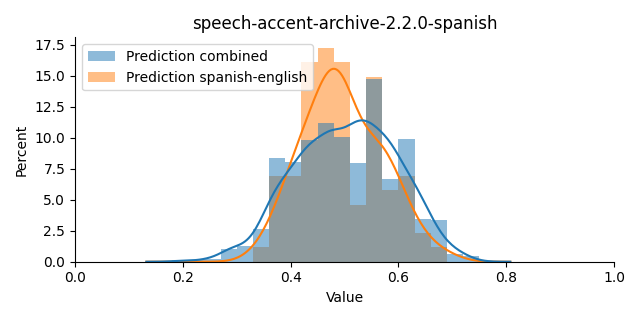 speech-accent-archive-2.2.0-spanish
Prediction combined
Prediction spanish-english
Percent
17.5
15.0
12.5
10.0
7.5
5.0
2.5
0.0
0.0 0.2 0.4 0.6 0.8 1.0
Value